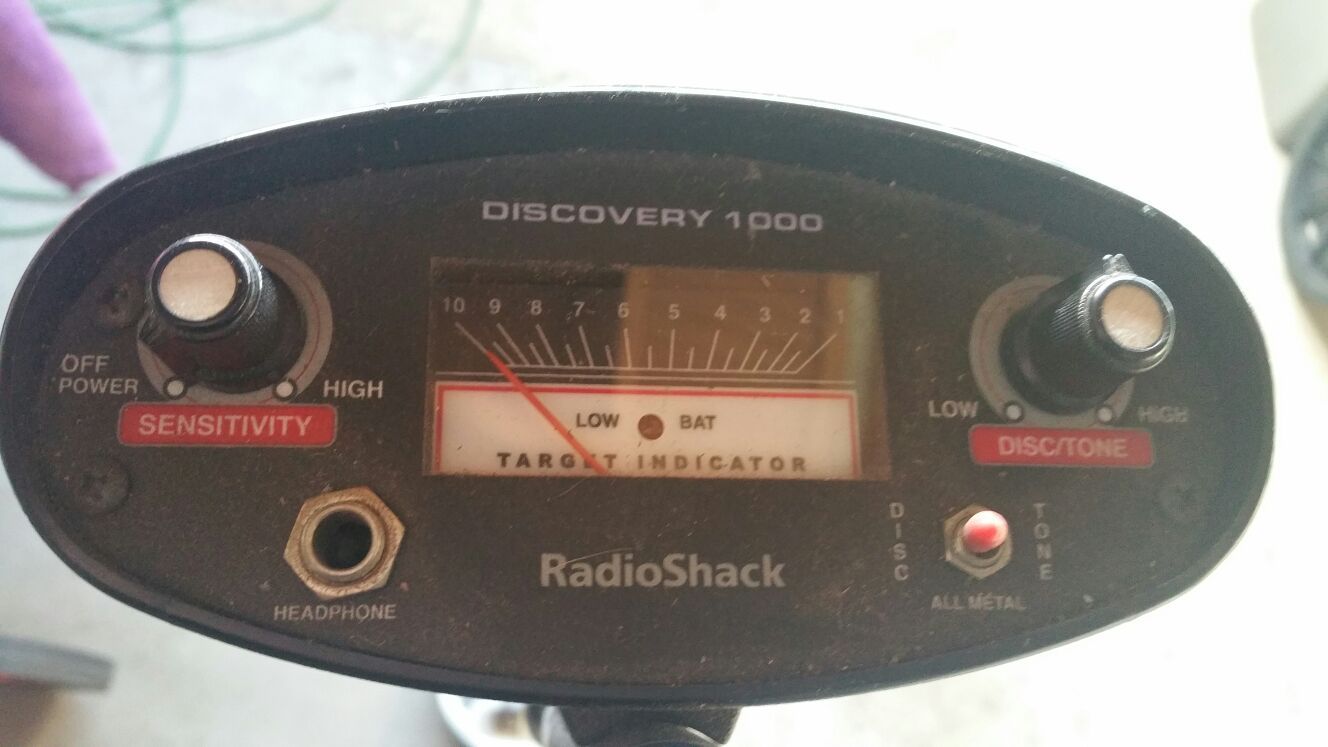 DISCOVERY 1000
10 9 8 7 6 5 4 3 2 1
OFF
POWER
HIGH
SENSITIVITY
LOW BAT
TARGET INDICATOR
LOW
HIGH
DISC/TONE
HEADPHONE
RadioShack
DISC
TONE
ALL METAL